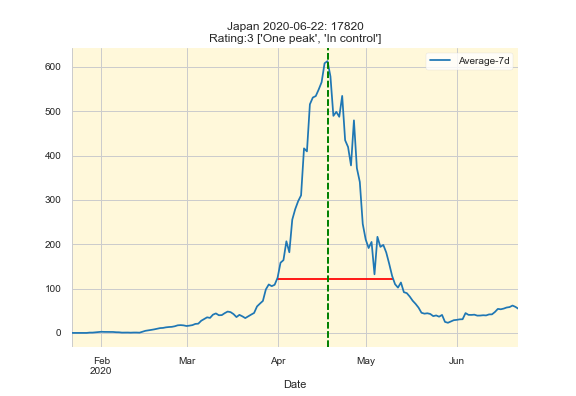 Japan 2020-06-22: 17820
Rating:3 ['One peak', 'In control']
Average-7d
600
500
400
300
200
100
0
Feb
2020
Mar
Apr
May
Jun
Date